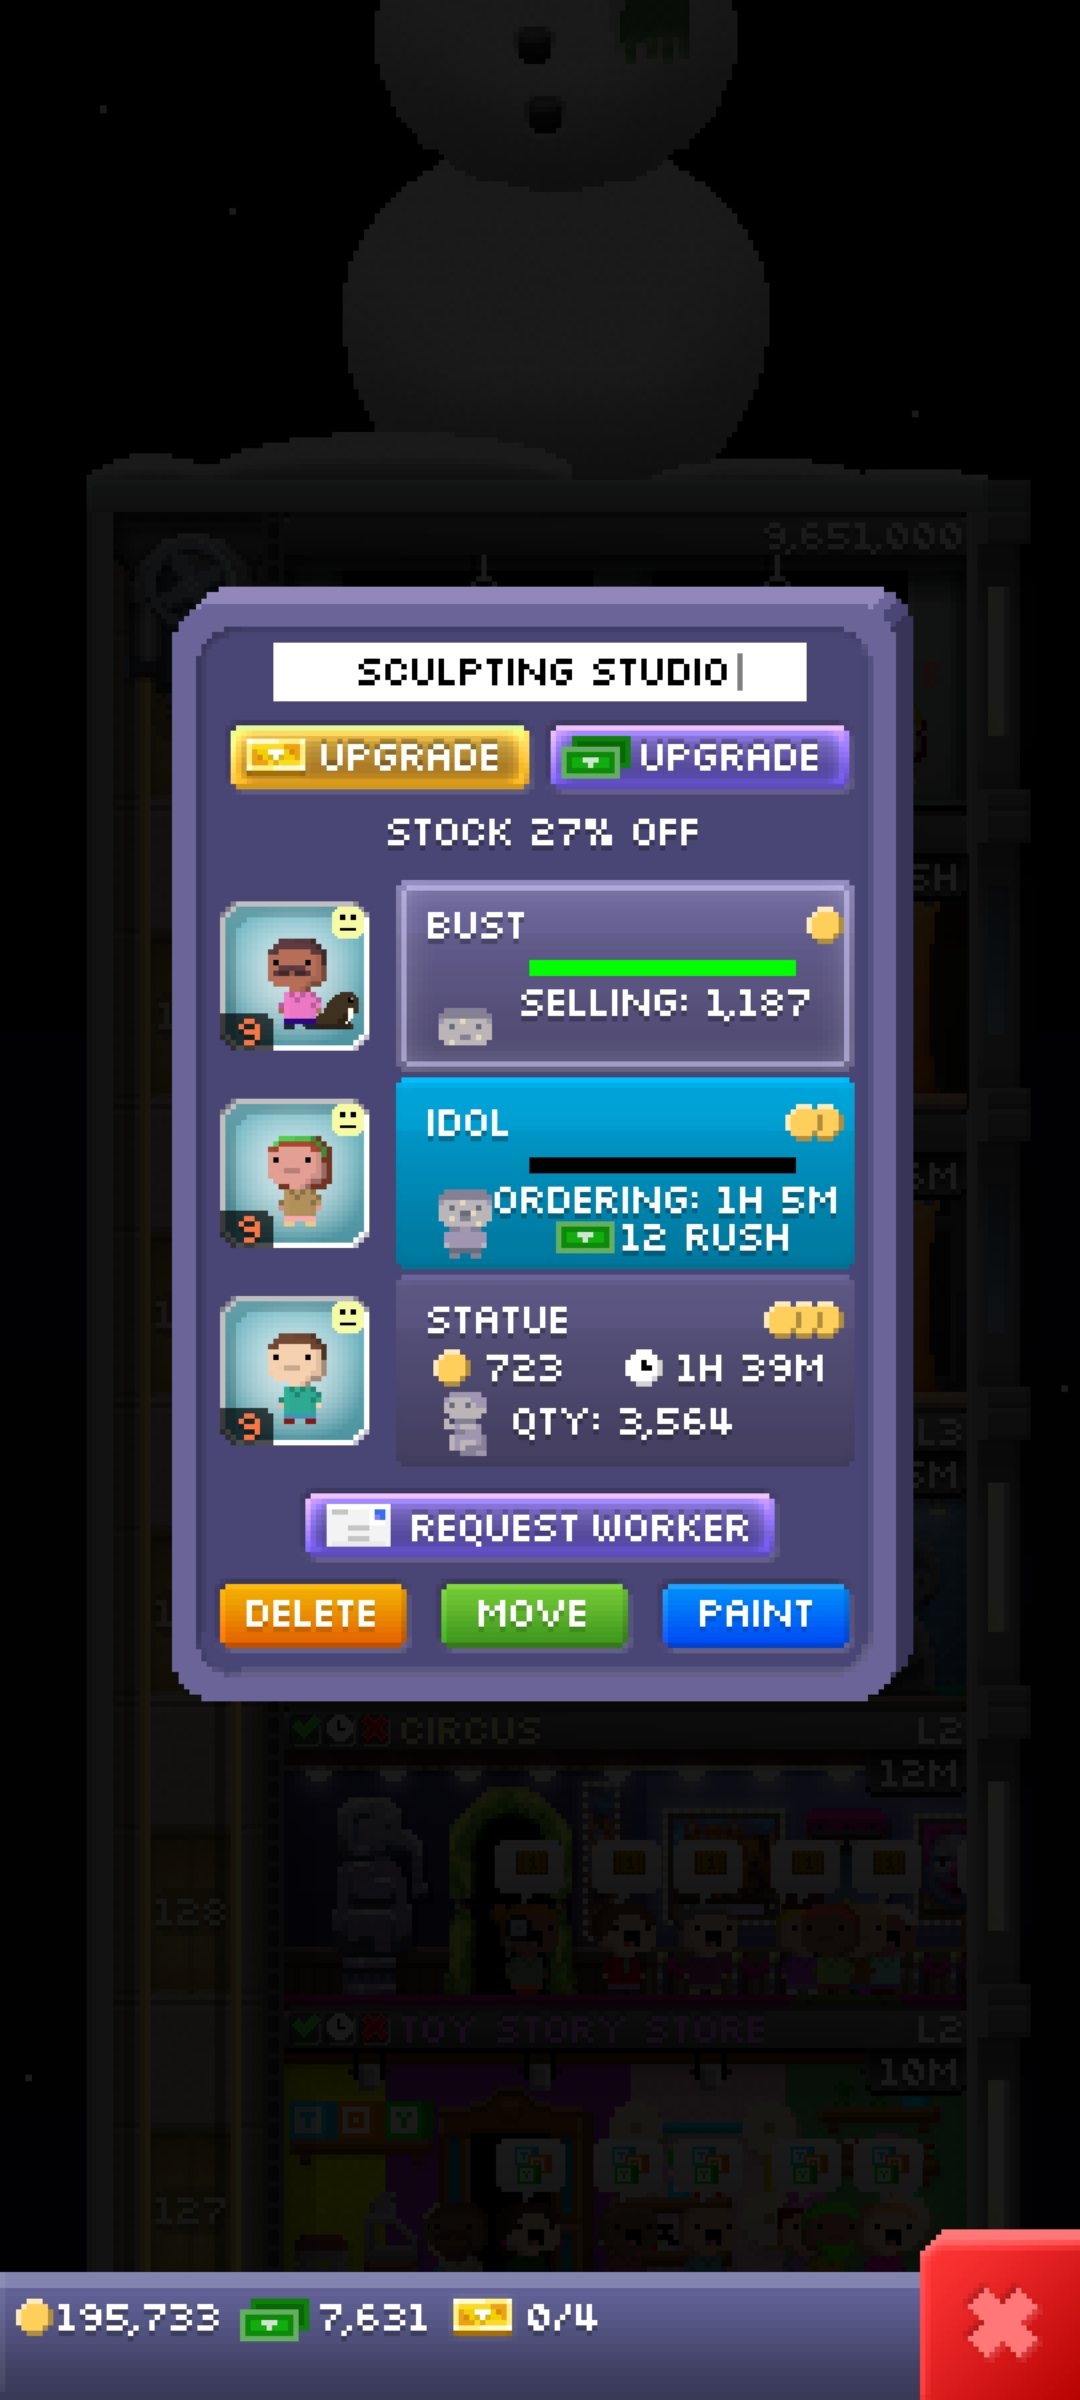 9,651,000
SCULPTING STUDIO
UPGRADE UPGRADE
STOCK 27% OFF
5H
BUST
SELLING: 1,187
9
IDOL
ORDERING: 1H 5M
12 RUSH
9
STATUE
723 1H 39M
QTY: 3,564
9
L3
REQUEST WORKER
DELETE MOVE PAINT
CIRCUS L2
12M
128
TOY STORY STORE L2
10M
T O Y
127
195,733 7,631 0/4